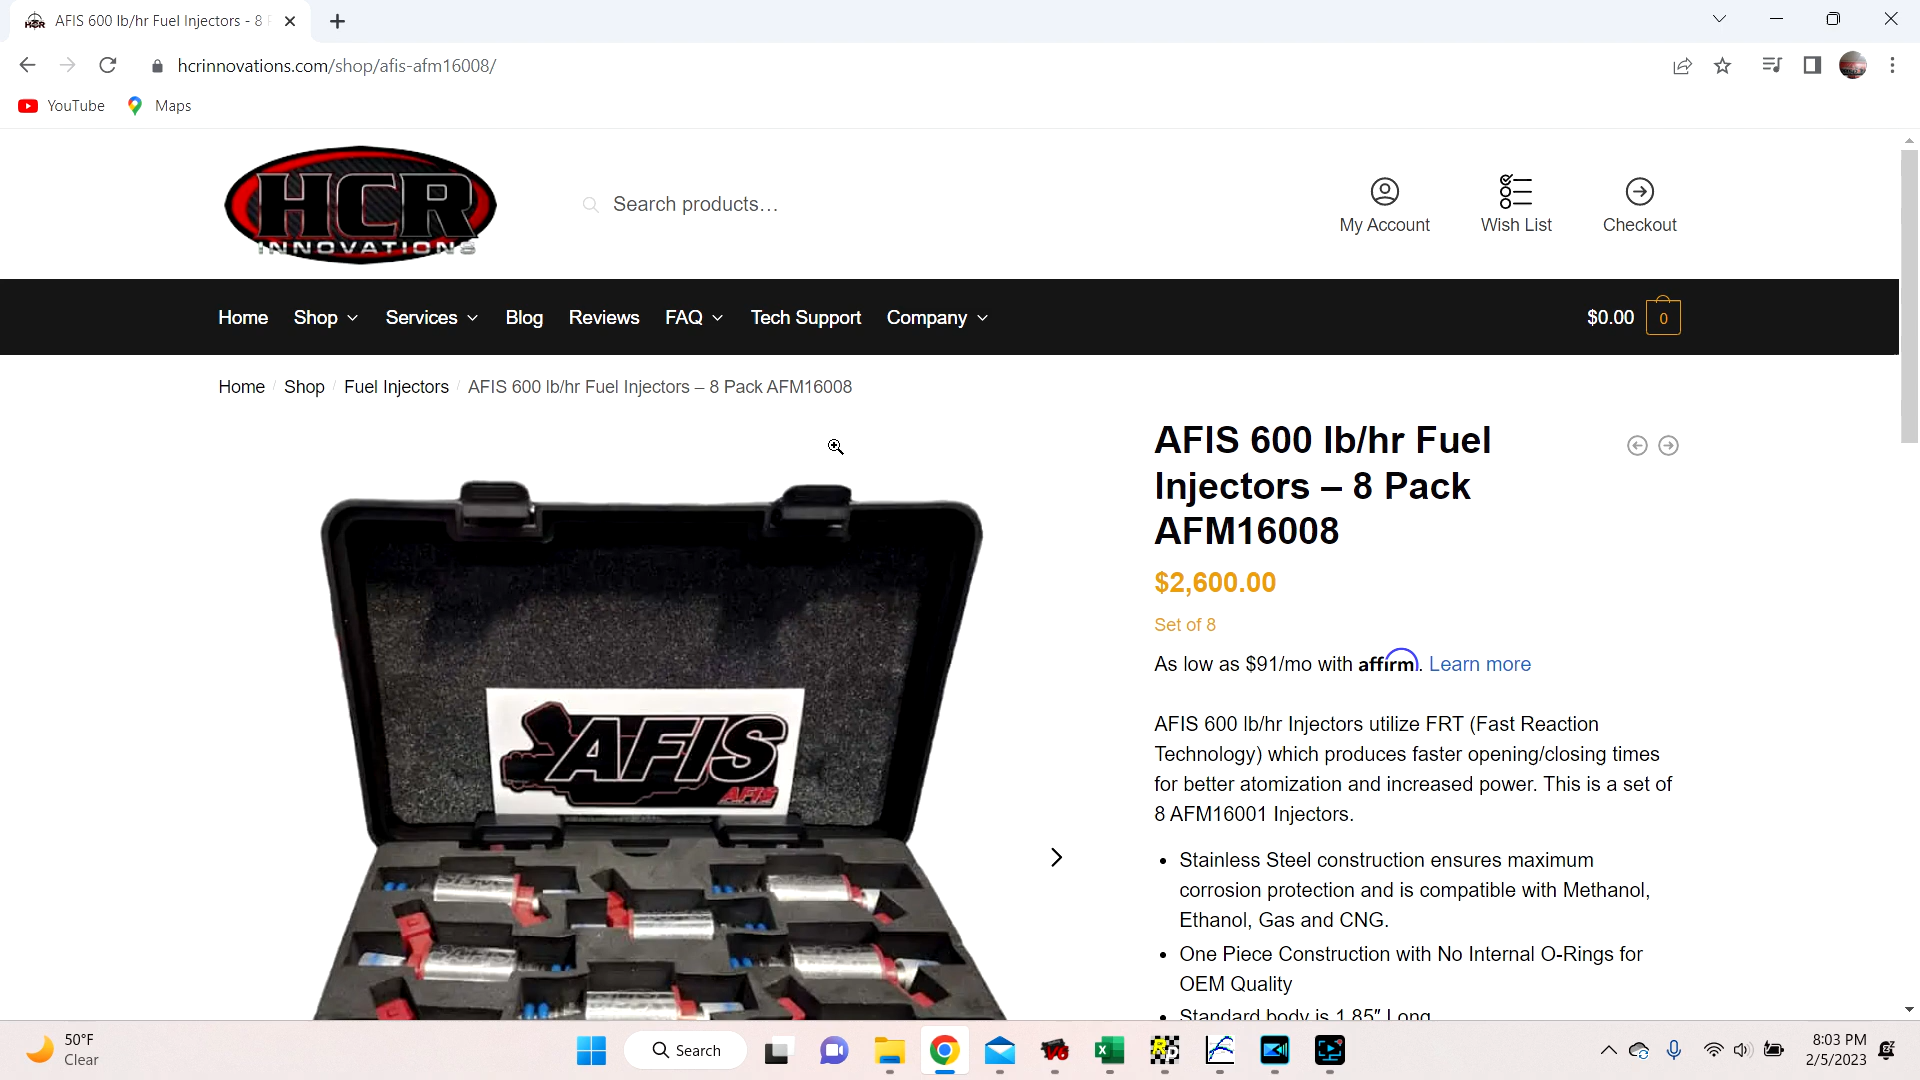 AFIS 600 lb/hr Fuel Injectors - 8
hcrinnovations.com/shop/afis-afm16008/
YouTube
Maps
HCR
INNOVATIONS
Search products…
My Account
Wish List
Checkout
Home
Shop
Services
Blog
Reviews
FAQ
Tech Support
Company
$0.00
0
Home / Shop / Fuel Injectors / AFIS 600 lb/hr Fuel Injectors – 8 Pack AFM16008
AFIS 600 lb/hr Fuel
Injectors – 8 Pack
AFM16008
$2,600.00
Set of 8
As low as $91/mo with affirm. Learn more
AFIS 600 lb/hr Injectors utilize FRT (Fast Reaction
Technology) which produces faster opening/closing times
for better atomization and increased power. This is a set of
8 AFM16001 Injectors.
• Stainless Steel construction ensures maximum
corrosion protection and is compatible with Methanol,
Ethanol, Gas and CNG.
• One Piece Construction with No Internal O-Rings for
OEM Quality
• Standard body is 1.85" Long
AFIS
AFIS
50°F
Clear
Search
8:03 PM
2/5/2023